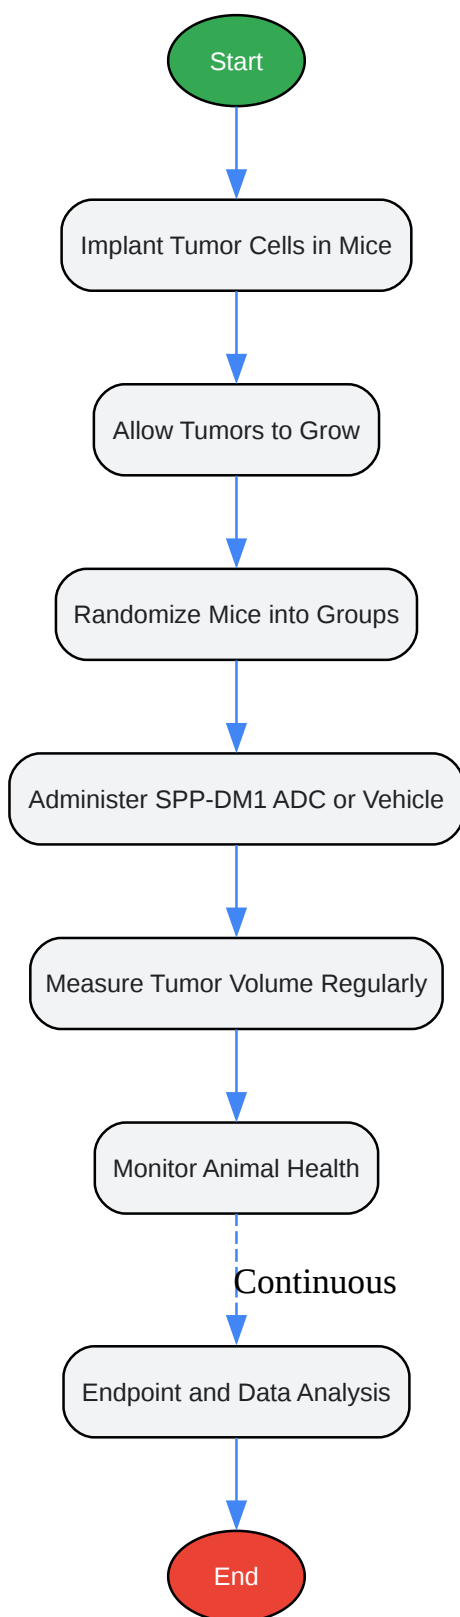 Start
Implant Tumor Cells in Mice
Allow Tumors to Grow
Randomize Mice into Groups
Administer SPP-DM1 ADC or Vehicle
Measure Tumor Volume Regularly
Monitor Animal Health
Continuous
Endpoint and Data Analysis
End